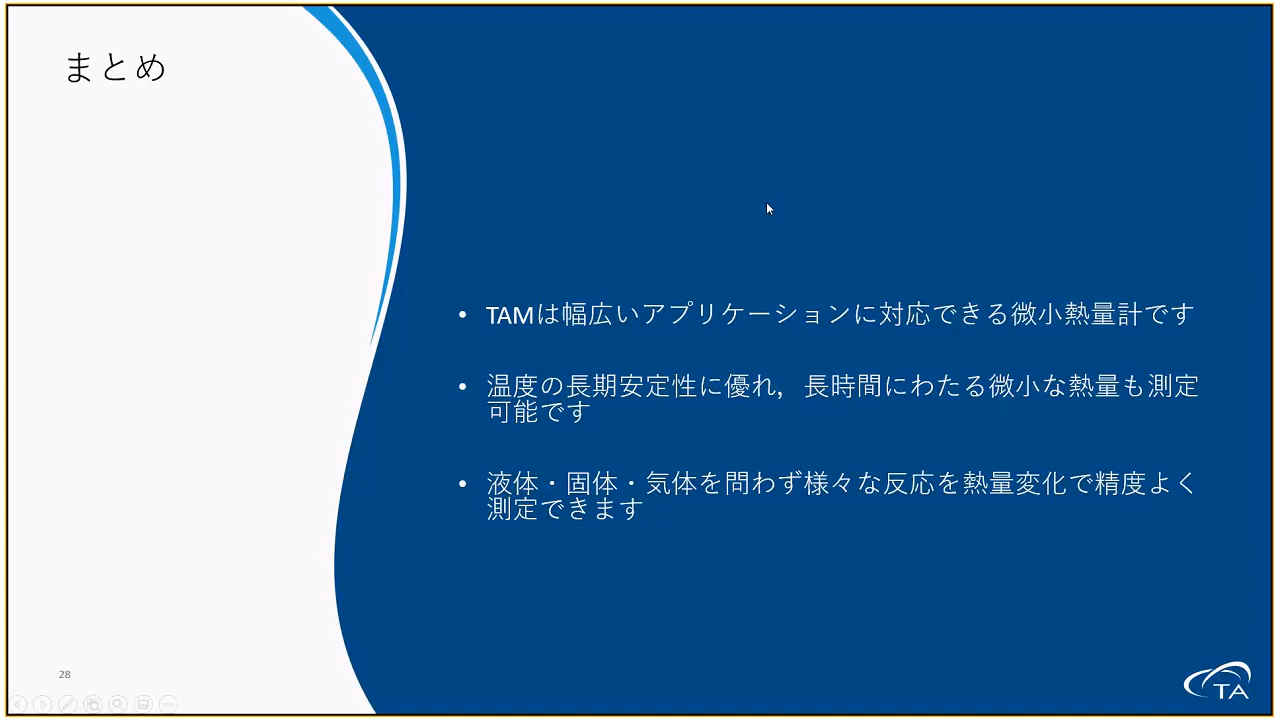 まとめ
• TAMは幅広いアプリケーションに対応できる微小熱量計です
• 温度の長期安定性に優れ，長時間にわたる微小な熱量も測定
可能です
• 液体・固体・気体を問わず様々な反応を熱量変化で精度よく
測定できます
28
TA